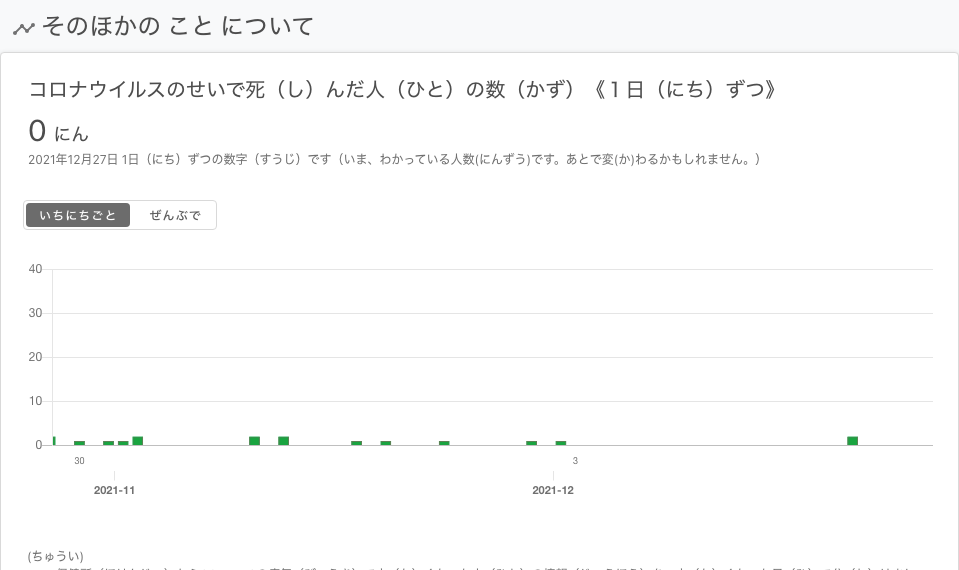 そのほかの こと について
コロナウイルスのせいで死（し）んだ人（ひと）の数（かず）《１日（にち）ずつ》
0 にん
2021年12月27日 1日（にち）ずつの数字（すうじ）です（いま、わかっている人数(にんずう)です。あとで変(か)わるかもしれません。）
いちにちごと ぜんぶで
40
30
20
10
0
30 3
2021-11 2021-12
(ちゅうい)